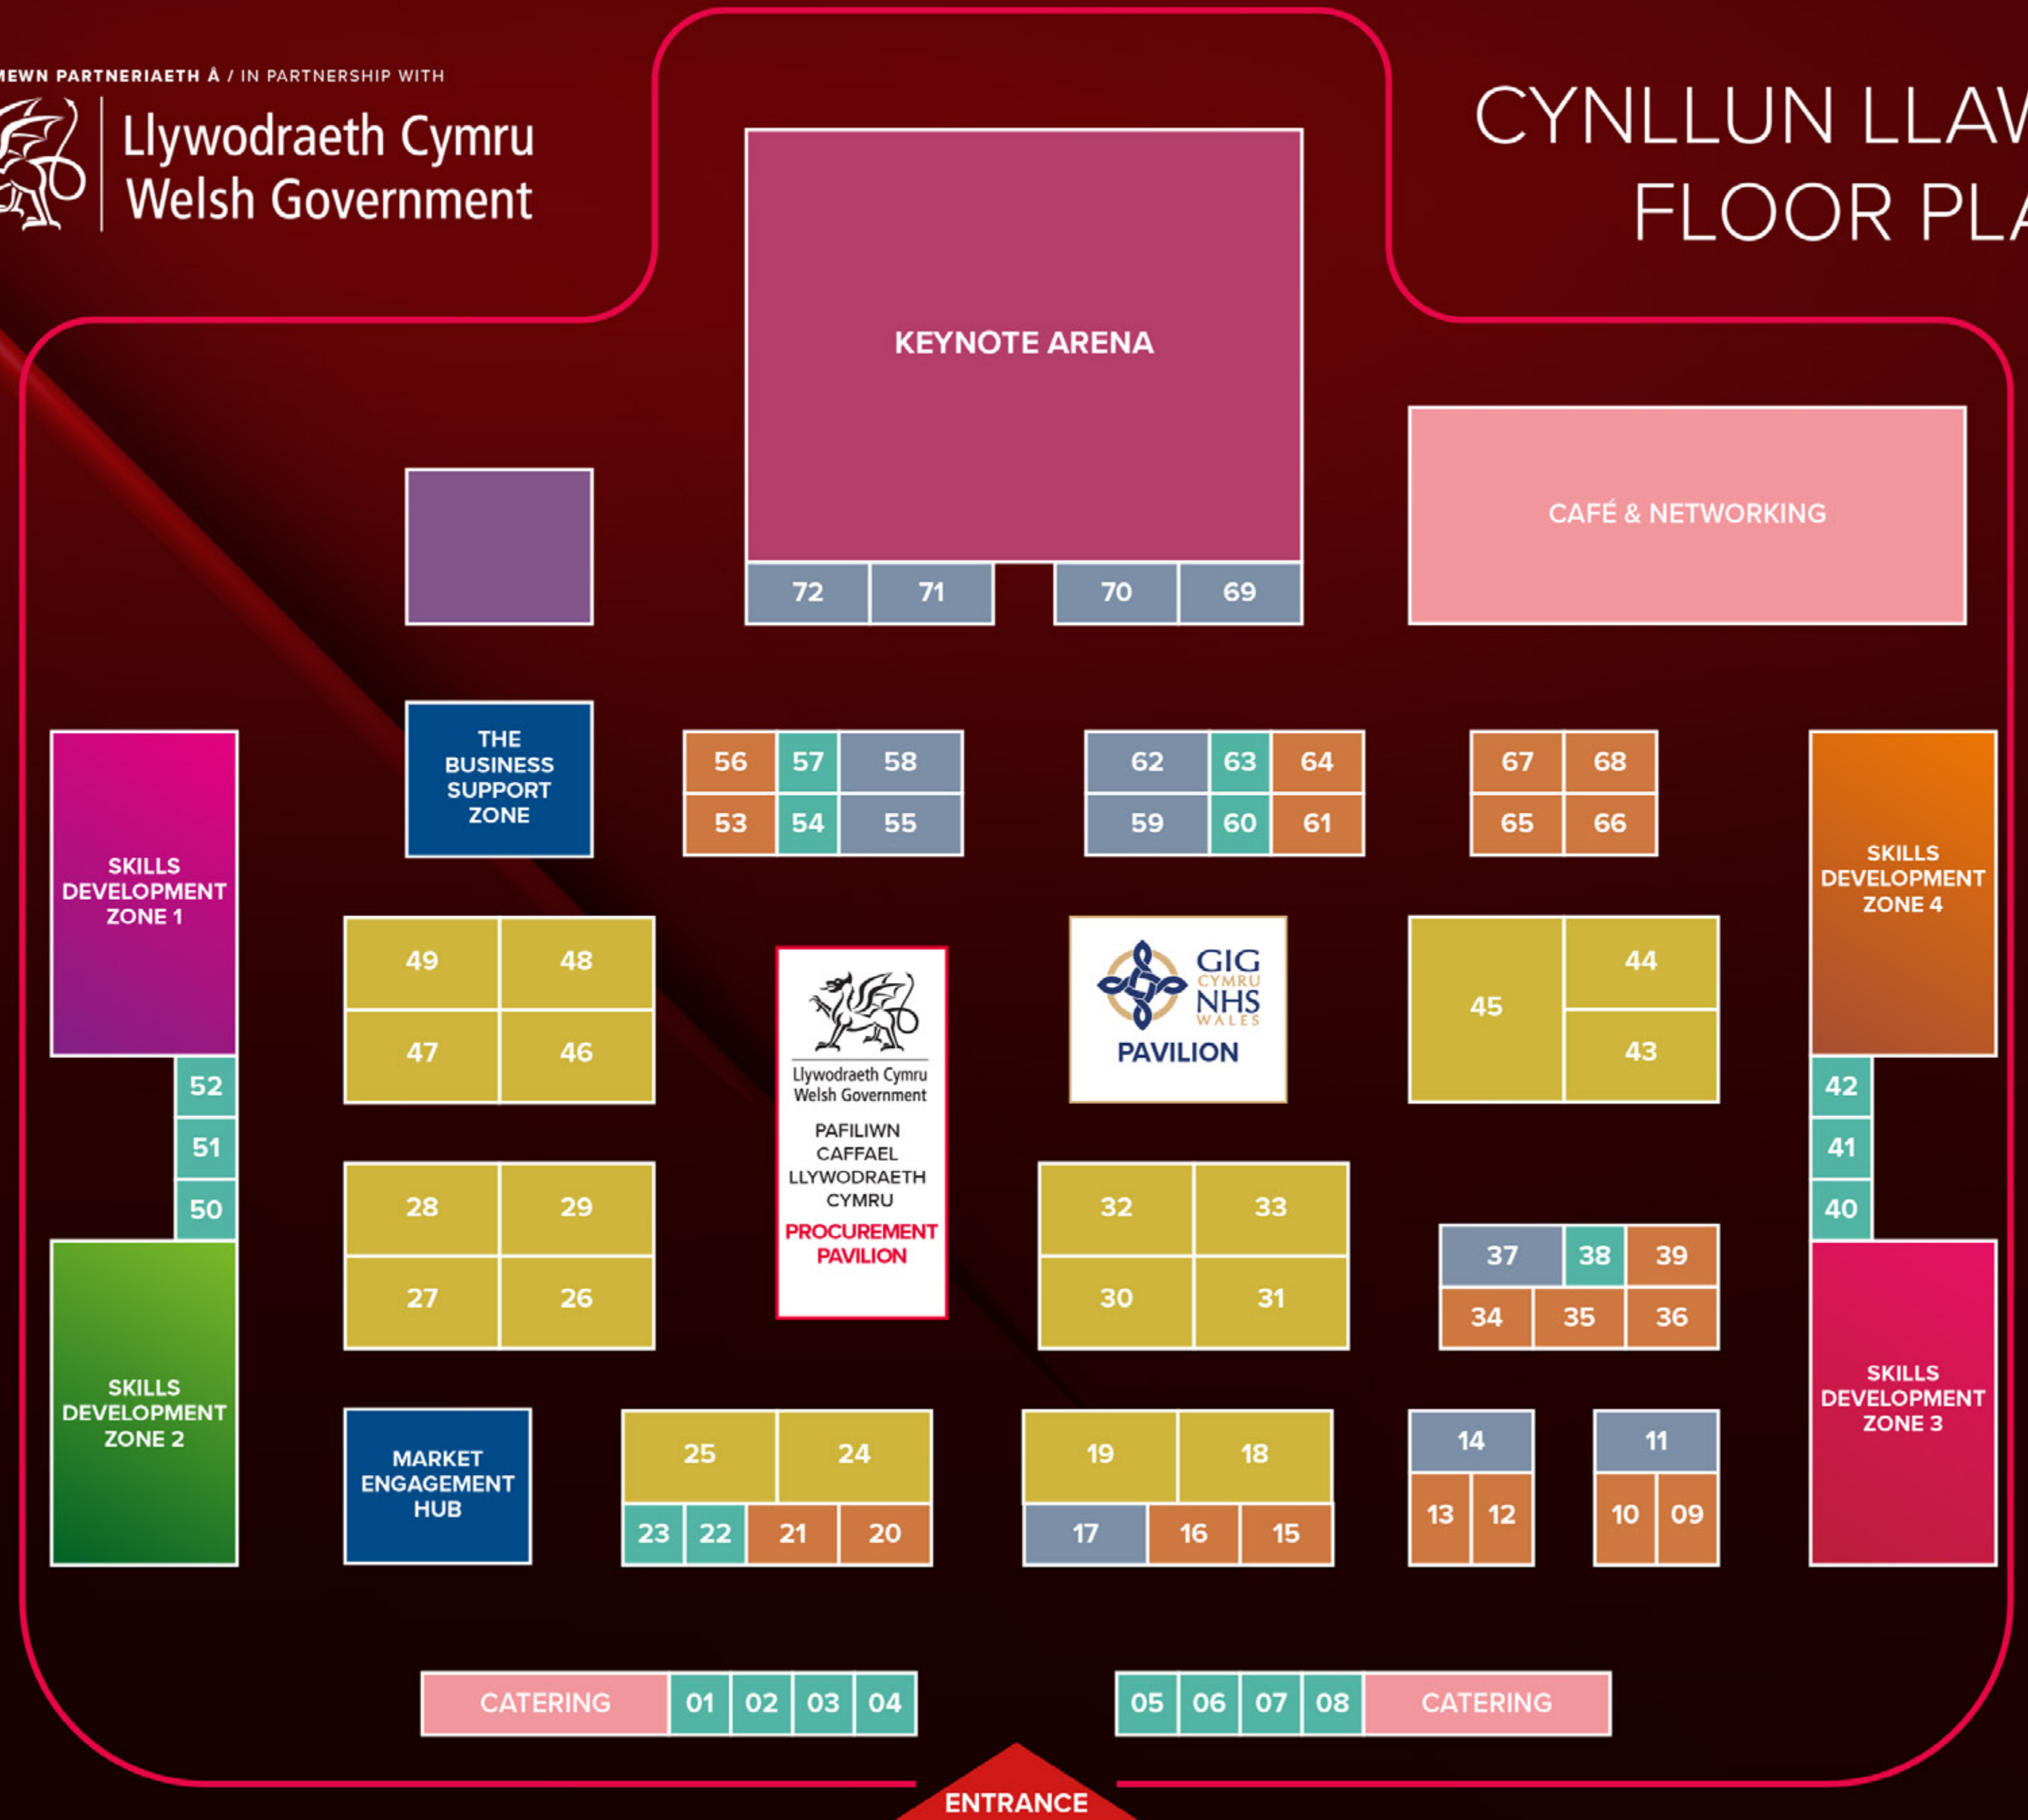 PARTNERIAETH Â / IN PARTNERSHIP WITH
Llywodraeth Cymru
Welsh Government
CYNLLUN
FLOOR
KEYNOTE ARENA
CAFÉ & NETWORKING
72 71 70 69
THE
BUSINESS
SUPPORT
ZONE
56 57 58 62 63 64 67 68
53 54 55 59 60 61 65 66
SKILLS
DEVELOPMENT
ZONE 1
SKILLS
DEVELOPMENT
ZONE 4
49 48
47 46
GIG
CYMRU
NHS
WALES
PAVILION
45
44
43
Llywodraeth Cymru
Welsh Government
PAFILIWN
CAFFAEL
LLYWODRAETH
CYMRU
PROCUREMENT
PAVILION
52
51
50
42
41
40
28 29
27 26
32 33
30 31
37 38 39
34 35 36
SKILLS
DEVELOPMENT
ZONE 2
SKILLS
DEVELOPMENT
ZONE 3
MARKET
ENGAGEMENT
HUB
25 24
23 22 21 20
19 18
17 16 15
14
13 12
11
10 09
CATERING 01 02 03 04
05 06 07 08 CATERING
ENTRANCE